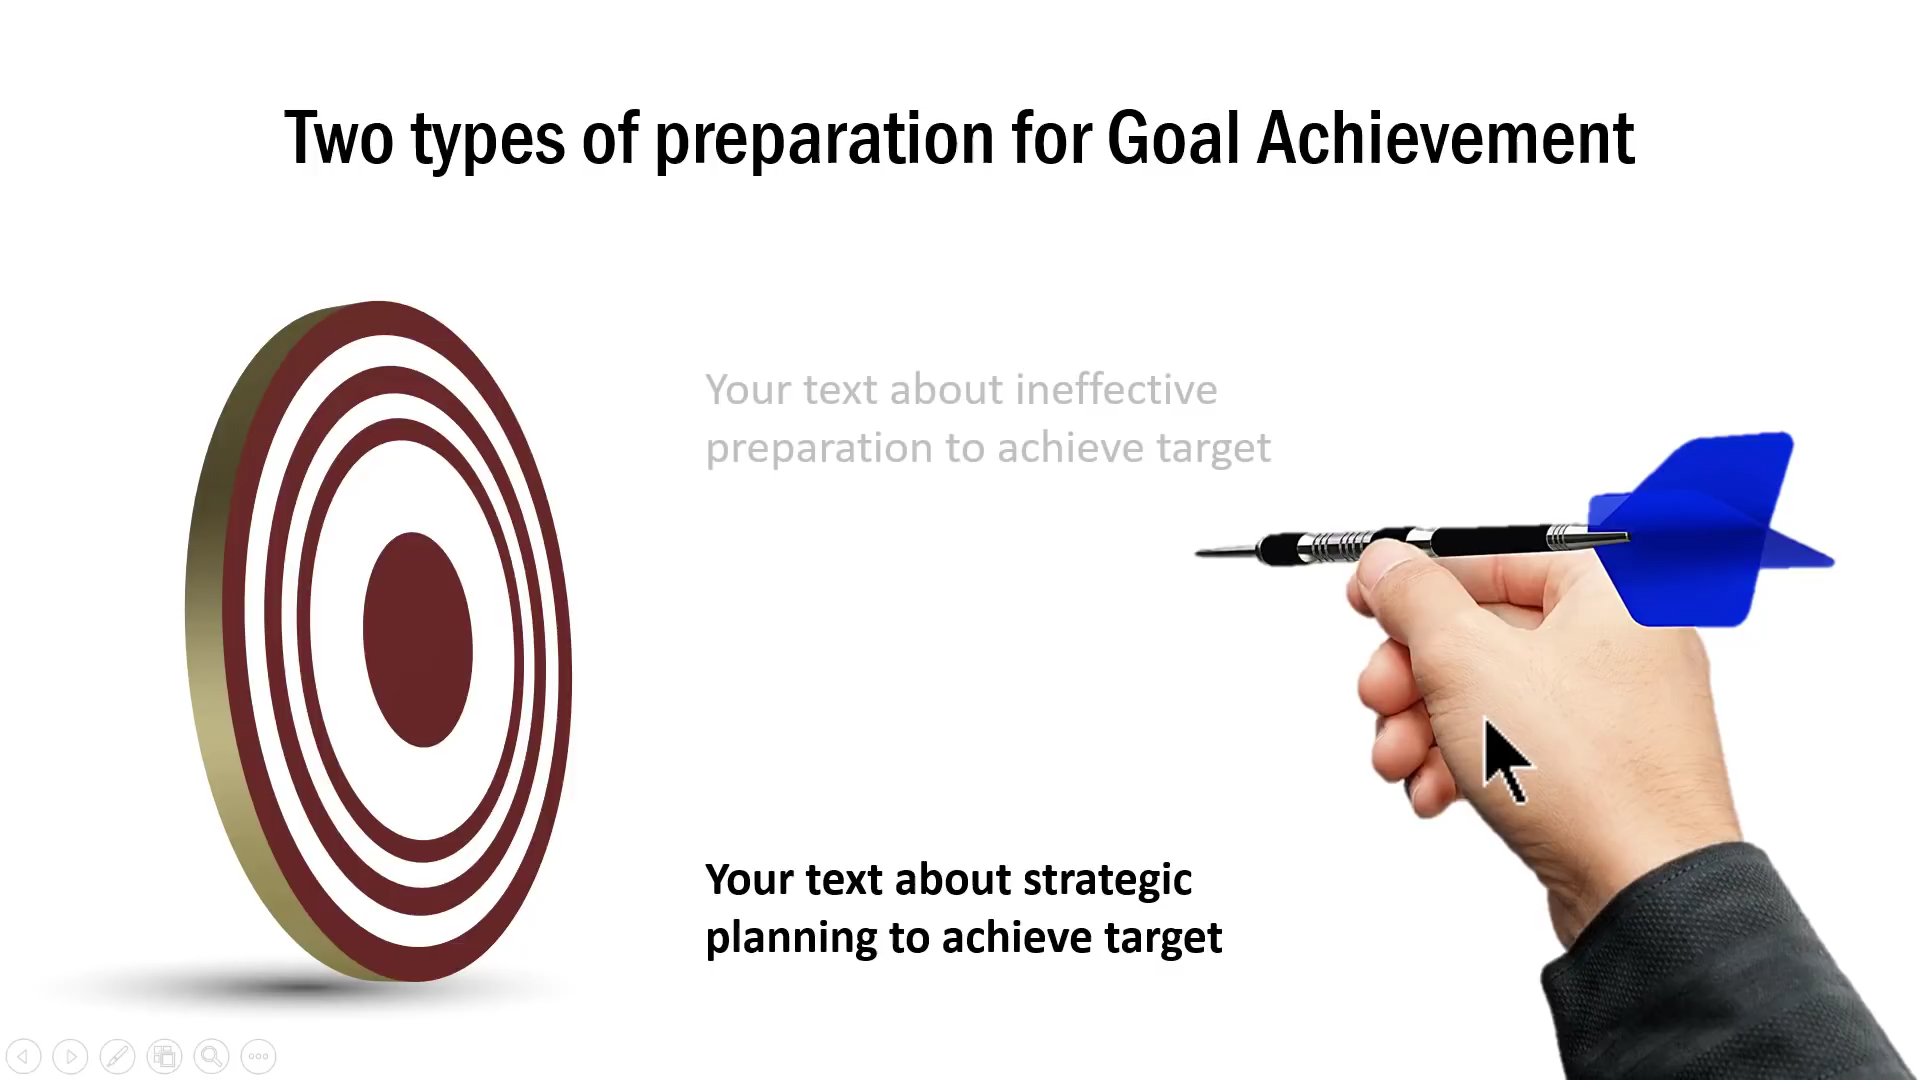 Two types of preparation for Goal Achievement
Your text about ineffective
preparation to achieve target
Your text about strategic
planning to achieve target